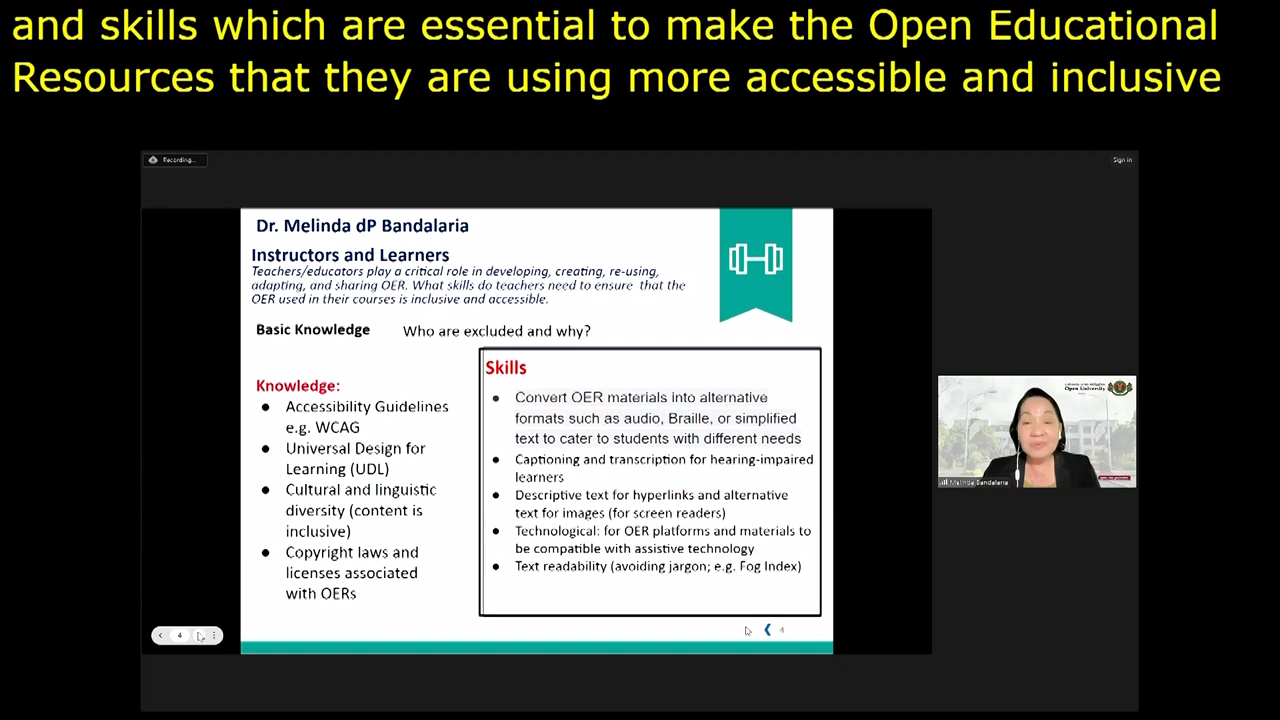 and skills which are essential to make the Open Educational
Resources that they are using more accessible and inclusive
Recording...
Sign in
Dr. Melinda dP Bandalaria
Instructors and Learners
Teachers/educators play a critical role in developing, creating, re-using,
adapting, and sharing OER. What skills do teachers need to ensure that the
OER used in their courses is inclusive and accessible.
Basic Knowledge Who are excluded and why?
Knowledge:
● Accessibility Guidelines
e.g. WCAG
● Universal Design for
Learning (UDL)
● Cultural and linguistic
diversity (content is
inclusive)
● Copyright laws and
licenses associated
with OERs
Skills
● Convert OER materials into alternative
formats such as audio, Braille, or simplified
text to cater to students with different needs
● Captioning and transcription for hearing-impaired
learners
● Descriptive text for hyperlinks and alternative
text for images (for screen readers)
● Technological: for OER platforms and materials to
be compatible with assistive technology
● Text readability (avoiding jargon; e.g. Fog Index)
4
4
Open University
Melinda Bandalaria